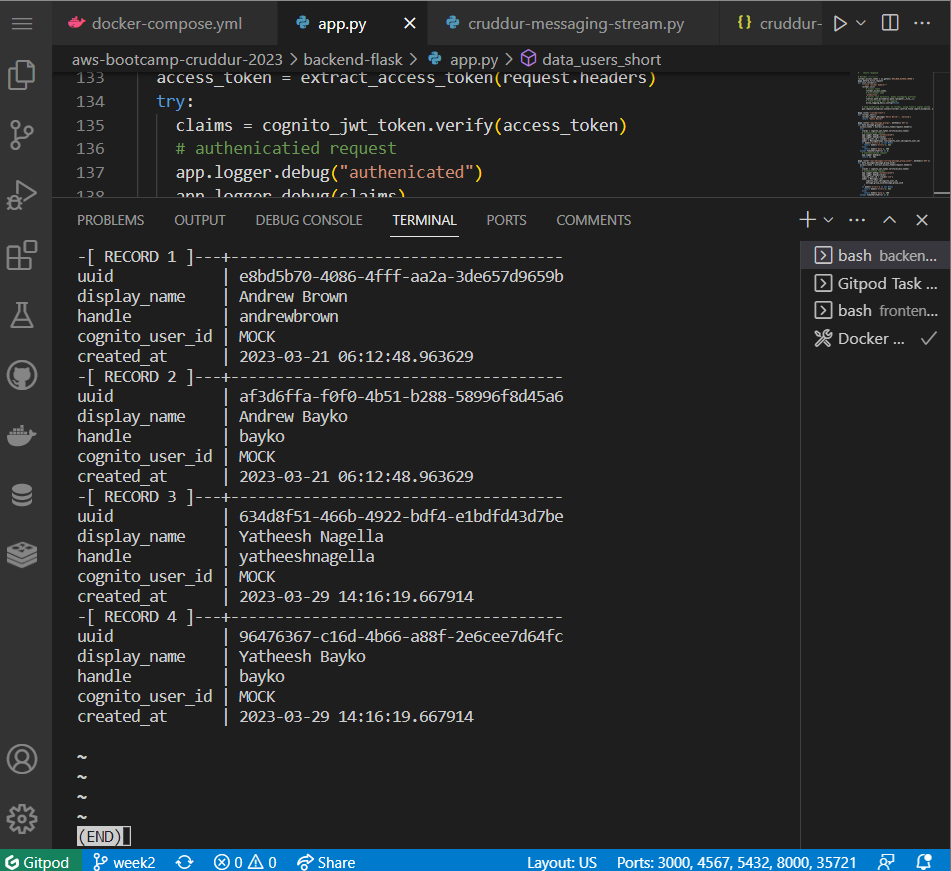 docker-compose.yml app.py cruddur-messaging-stream.py cruddur-
aws-bootcamp-cruddur-2023 > backend-flask > app.py > data_users_short
133 access_token = extract_access_token(request.headers)
134 try:
135 claims = cognito_jwt_token.verify(access_token)
136 # authenicatied request
137 app.logger.debug("authenicated")
138 app.logger.debug(claims)
PROBLEMS OUTPUT DEBUG CONSOLE TERMINAL PORTS COMMENTS
-[ RECORD 1 ]---+-------------------------------------
uuid | e8bd5b70-4086-4fff-aa2a-3de657d9659b
display_name | Andrew Brown
handle | andrewbrown
cognito_user_id | MOCK
created_at | 2023-03-21 06:12:48.963629
-[ RECORD 2 ]---+-------------------------------------
uuid | af3d6ffa-f0f0-4b51-b288-58996f8d45a6
display_name | Andrew Bayko
handle | bayko
cognito_user_id | MOCK
created_at | 2023-03-21 06:12:48.963629
-[ RECORD 3 ]---+-------------------------------------
uuid | 634d8f51-466b-4922-bdf4-e1bdfd43d7be
display_name | Yatheesh Nagella
handle | yatheeshnagella
cognito_user_id | MOCK
created_at | 2023-03-29 14:16:19.667914
-[ RECORD 4 ]---+-------------------------------------
uuid | 96476367-c16d-4b66-a88f-2e6cee7d64fc
display_name | Yatheesh Bayko
handle | bayko
cognito_user_id | MOCK
created_at | 2023-03-29 14:16:19.667914
~
~
~
~
(END)
bash backen...
Gitpod Task ...
bash fronten...
Docker ...
Gitpod week2 0 0 Share Layout: US Ports: 3000, 4567, 5432, 8000, 35721